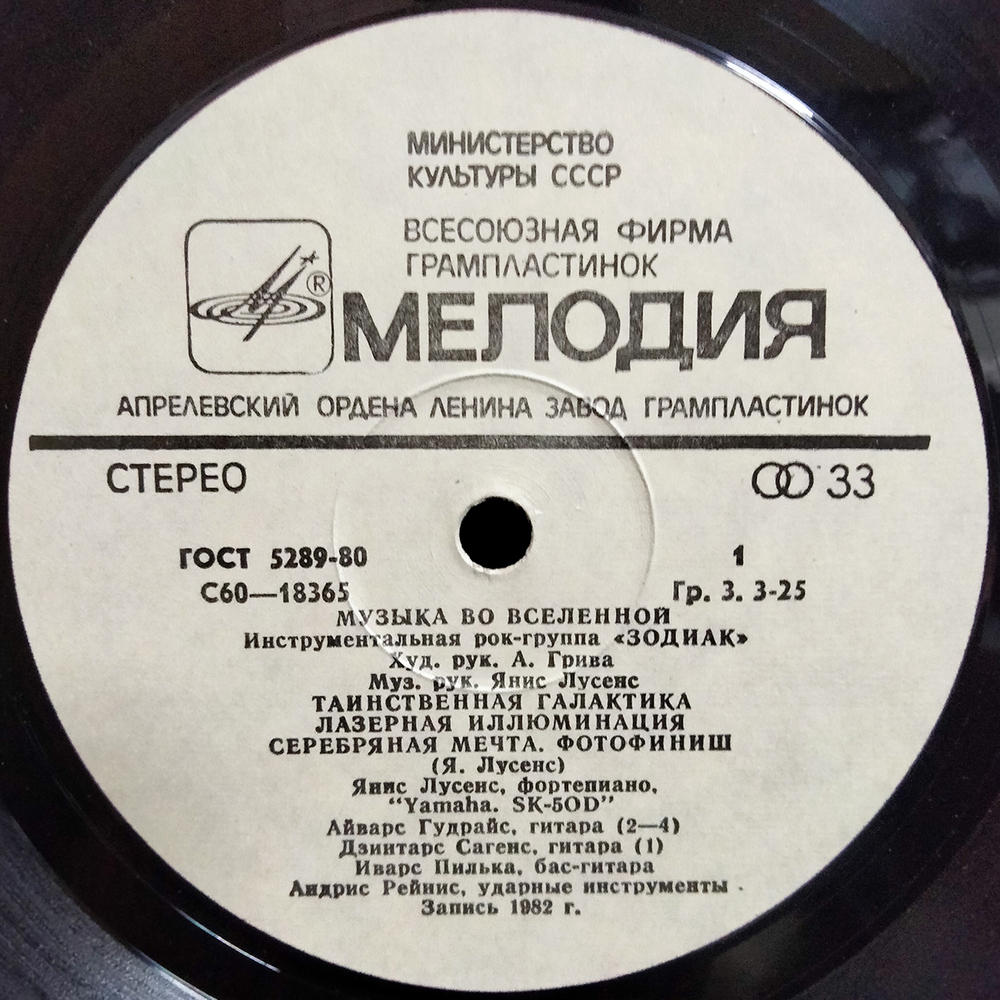 МИНИСТЕРСТВО
КУЛЬТУРЫ СССР
ВСЕСОЮЗНАЯ ФИРМА
ГРАМПЛАСТИНОК
®
МЕЛОДИЯ
АПРЕЛЕВСКИЙ ОРДЕНА ЛЕНИНА ЗАВОД ГРАМПЛАСТИНОК
СТЕРЕО 33
ГОСТ 5289-80 1
С60—18365 Гр. 3. 3-25
МУЗЫКА ВО ВСЕЛЕННОЙ
Инструментальная рок-группа «ЗОДИАК»
Худ. рук. А. Грива
Муз. рук. Янис Лусенс
ТАИНСТВЕННАЯ ГАЛАКТИКА
ЛАЗЕРНАЯ ИЛЛЮМИНАЦИЯ
СЕРЕБРЯНАЯ МЕЧТА. ФОТОФИНИШ
(Я. Лусенс)
Янис Лусенс, фортепиано,
“Yamaha. SK-50D”
Айварс Гудрайс, гитара (2—4)
Дзинтарс Сагенс, гитара (1)
Иварс Пилька, бас-гитара
Андрис Рейнис, ударные инструменты
Запись 1982 г.